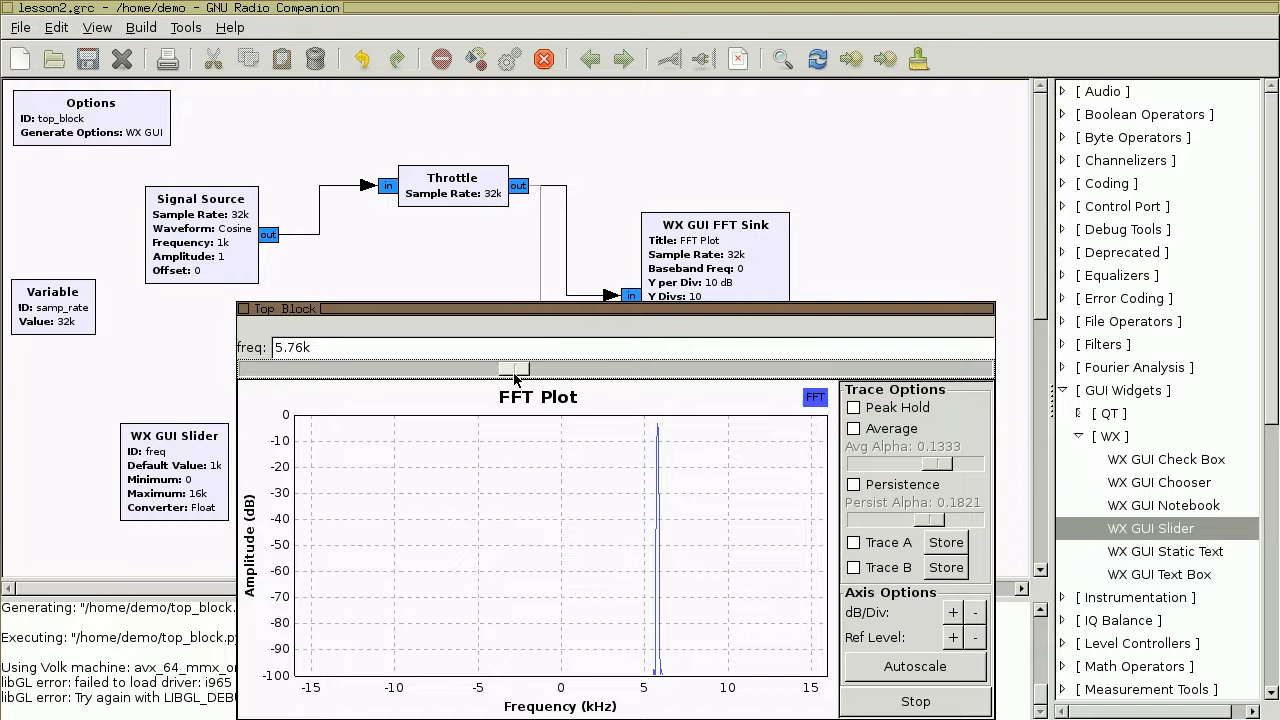 lesson2.grc - /home/demo - GNU Radio Companion
File Edit View Build Tools Help
Options
ID: top_block
Generate Options: WX GUI
Signal Source
Sample Rate: 32k
Waveform: Cosine
Frequency: 1k
Amplitude: 1
Offset: 0
out
in
Throttle
Sample Rate: 32k
out
in
WX GUI FFT Sink
Title: FFT Plot
Sample Rate: 32k
Baseband Freq: 0
Y per Div: 10 dB
Y Divs: 10
Variable
ID: samp_rate
Value: 32k
WX GUI Slider
ID: freq
Default Value: 1k
Minimum: 0
Maximum: 16k
Converter: Float
Top Block
freq: 5.76k
FFT Plot
FFT
Amplitude (dB)
0
-10
-20
-30
-40
-50
-60
-70
-80
-90
-100
-15 -10 -5 0 5 10 15
Frequency (kHz)
Trace Options
Peak Hold
Average
Avg Alpha: 0.1333
Persistence
Persist Alpha: 0.1821
Trace A Store
Trace B Store
Axis Options
dB/Div: + -
Ref Level: + -
Autoscale
Stop
Generating: "/home/demo/top_block.
Executing: "/home/demo/top_block.p
Using Volk machine: avx_64_mmx_o
libGL error: failed to load driver: i965
libGL error: Try again with LIBGL_DEB
[ Audio ]
[ Boolean Operators ]
[ Byte Operators ]
[ Channelizers ]
[ Coding ]
[ Control Port ]
[ Debug Tools ]
[ Deprecated ]
[ Equalizers ]
[ Error Coding ]
[ File Operators ]
[ Filters ]
[ Fourier Analysis ]
[ GUI Widgets ]
[ QT ]
[ WX ]
WX GUI Check Box
WX GUI Chooser
WX GUI Notebook
WX GUI Slider
WX GUI Static Text
WX GUI Text Box
[ Instrumentation ]
[ IQ Balance ]
[ Level Controllers ]
[ Math Operators ]
[ Measurement Tools ]